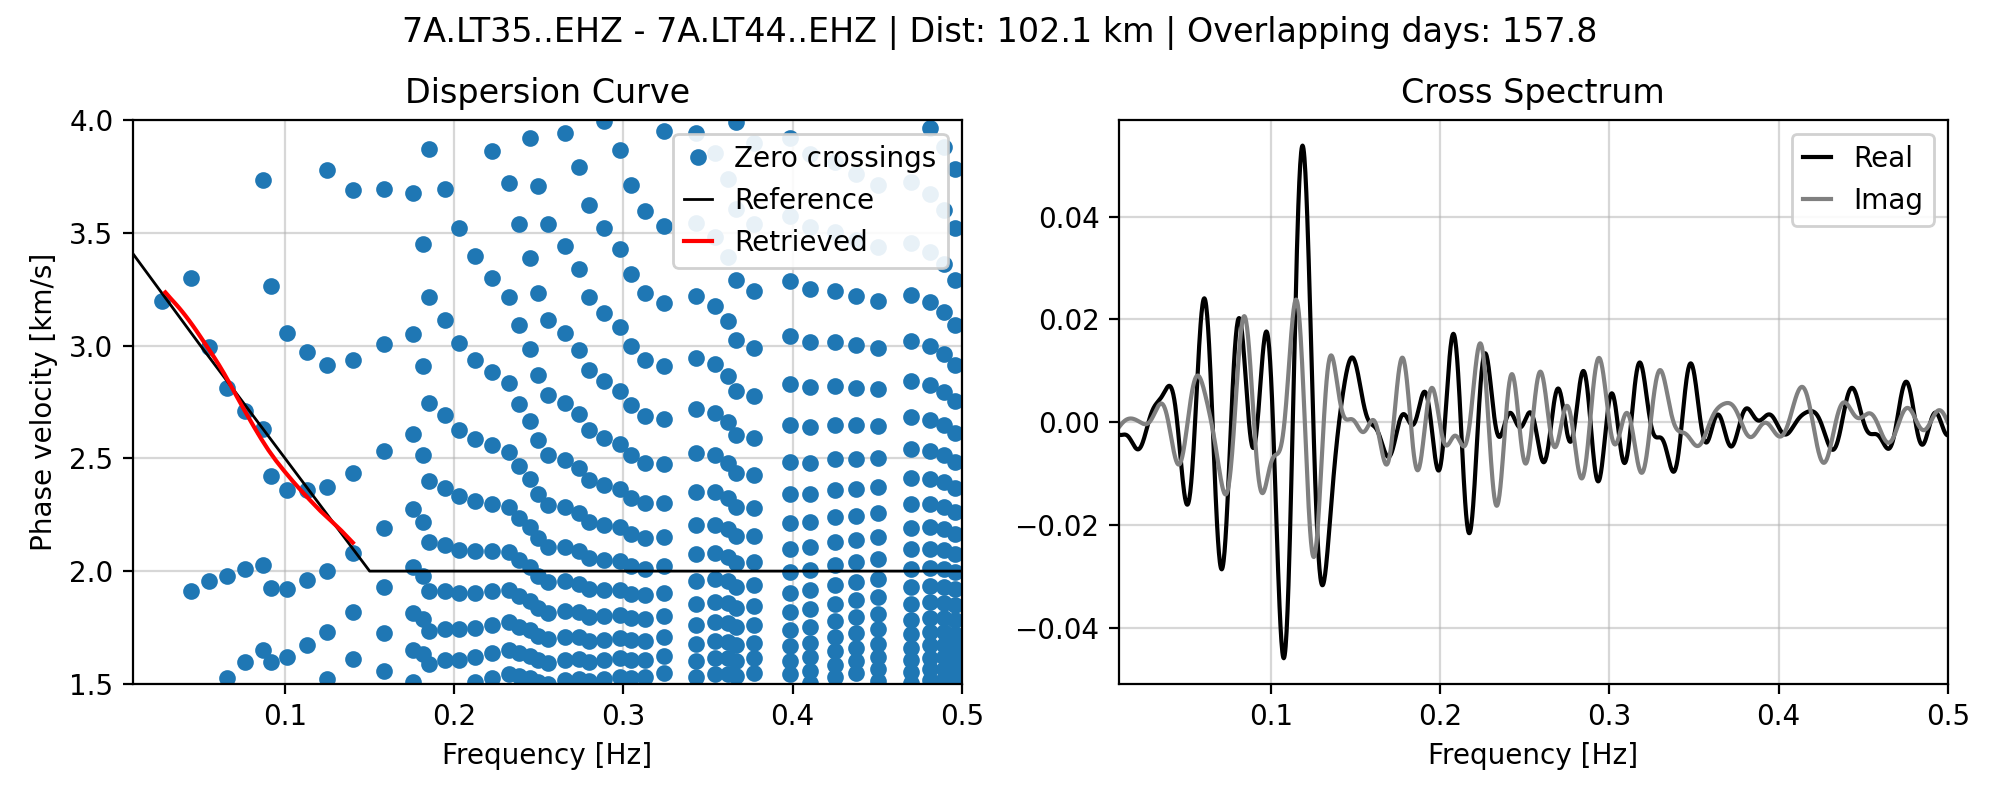 7A.LT35..EHZ - 7A.LT44..EHZ | Dist: 102.1 km | Overlapping days: 157.8
Dispersion Curve
4.0
3.5
3.0
2.5
2.0
1.5
Phase velocity [km/s]
Zero crossings
Reference
Retrieved
0.1
0.2
0.3
0.4
0.5
Frequency [Hz]
Cross Spectrum
0.04
0.02
0.00
−0.02
−0.04
Real
Imag
0.1
0.2
0.3
0.4
0.5
Frequency [Hz]